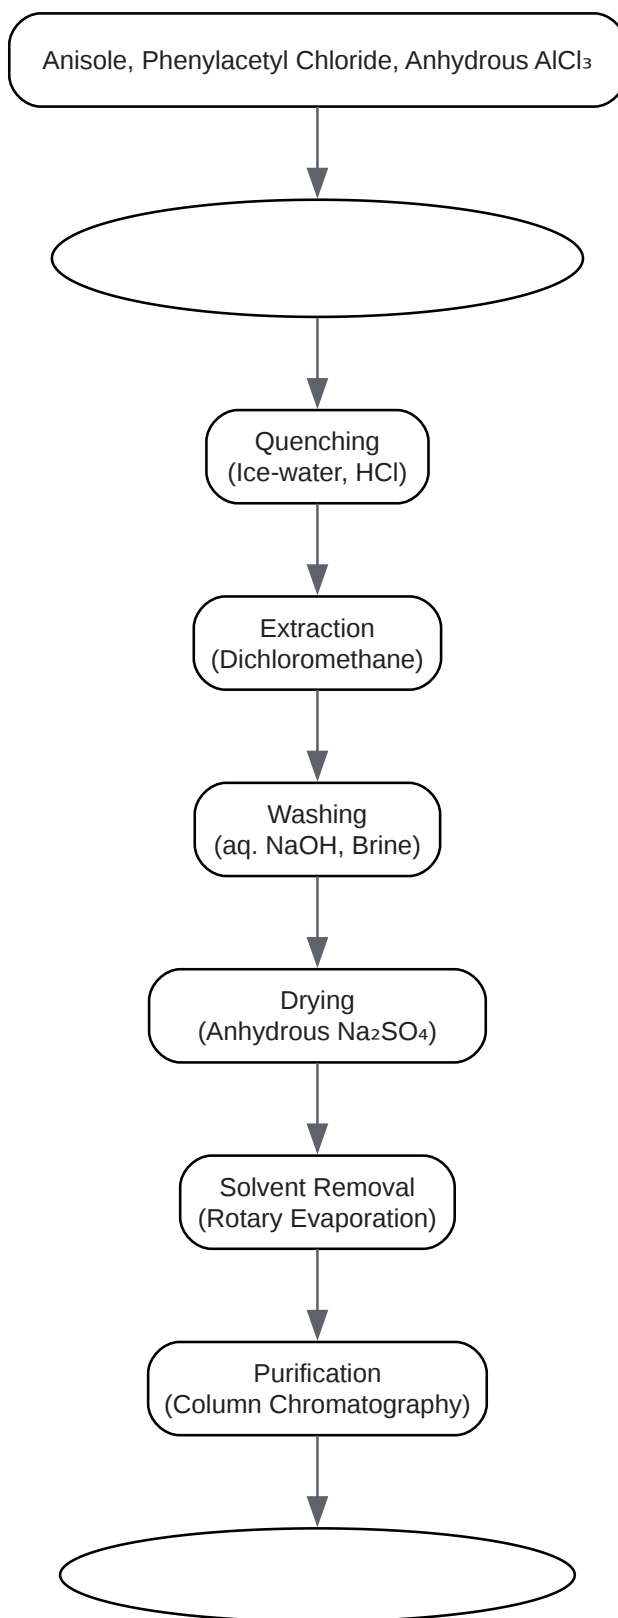 Anisole, Phenylacetyl Chloride, Anhydrous AlCl₃
Quenching
(Ice-water, HCl)
Extraction
(Dichloromethane)
Washing
(aq. NaOH, Brine)
Drying
(Anhydrous Na₂SO₄)
Solvent Removal
(Rotary Evaporation)
Purification
(Column Chromatography)